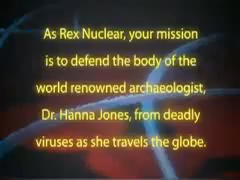 As Rex Nuclear, your mission
is to defend the body of the
world renowned archaeologist,
Dr. Hanna Jones, from deadly
viruses as she travels the globe.